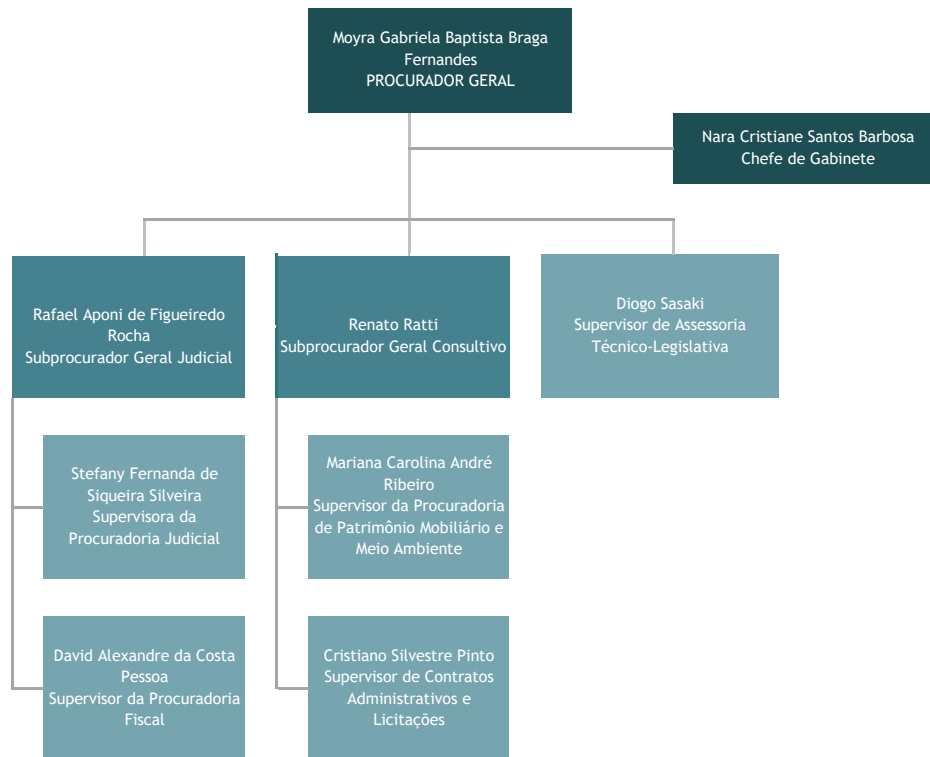 Moyra Gabriela Baptista Braga
Fernandes
PROCURADOR GERAL
Nara Cristiane Santos Barbosa
Chefe de Gabinete
Rafael Aponi de Figueiredo
Rocha
Subprocurador Geral Judicial
Renato Ratti
Subprocurador Geral Consultivo
Diogo Sasaki
Supervisor de Assessoria
Técnico-Legislativa
Stefany Fernanda de
Siqueira Silveira
Supervisora da
Procuradoria Judicial
Mariana Carolina André
Ribeiro
Supervisor da Procuradoria
de Patrimônio Mobiliário e
Meio Ambiente
David Alexandre da Costa
Pessoa
Supervisor da Procuradoria
Fiscal
Cristiano Silvestre Pinto
Supervisor de Contratos
Administrativos e
Licitações